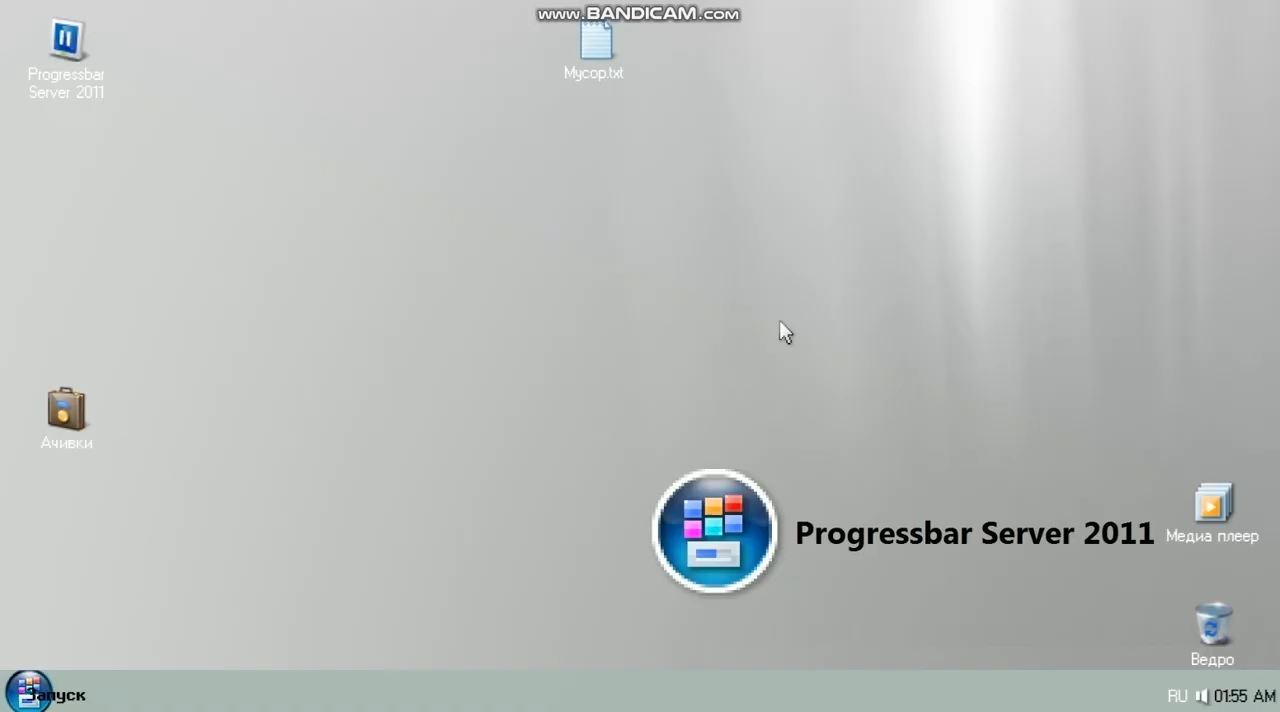 www.BANDICAM.com
Progressbar
Server 2011
Мусор.txt
Ачивки
Progressbar Server 2011
Медиа плеер
Ведро
Запуск
RU 01:55 AM